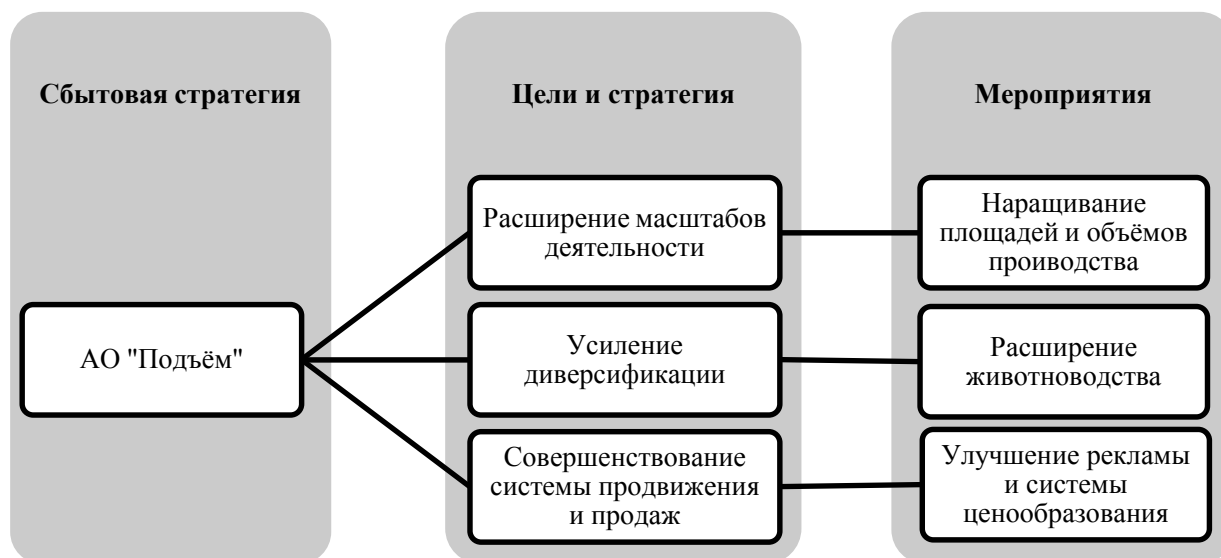 Сбытовая стратегия
Цели и стратегия
Мероприятия
АО "Подъём"
Расширение масштабов
деятельности
Наращивание
площадей и объёмов
проиводства
Усиление
диверсификации
Расширение
животноводства
Совершенствование
системы продвижения
и продаж
Улучшение рекламы
и системы
ценообразования